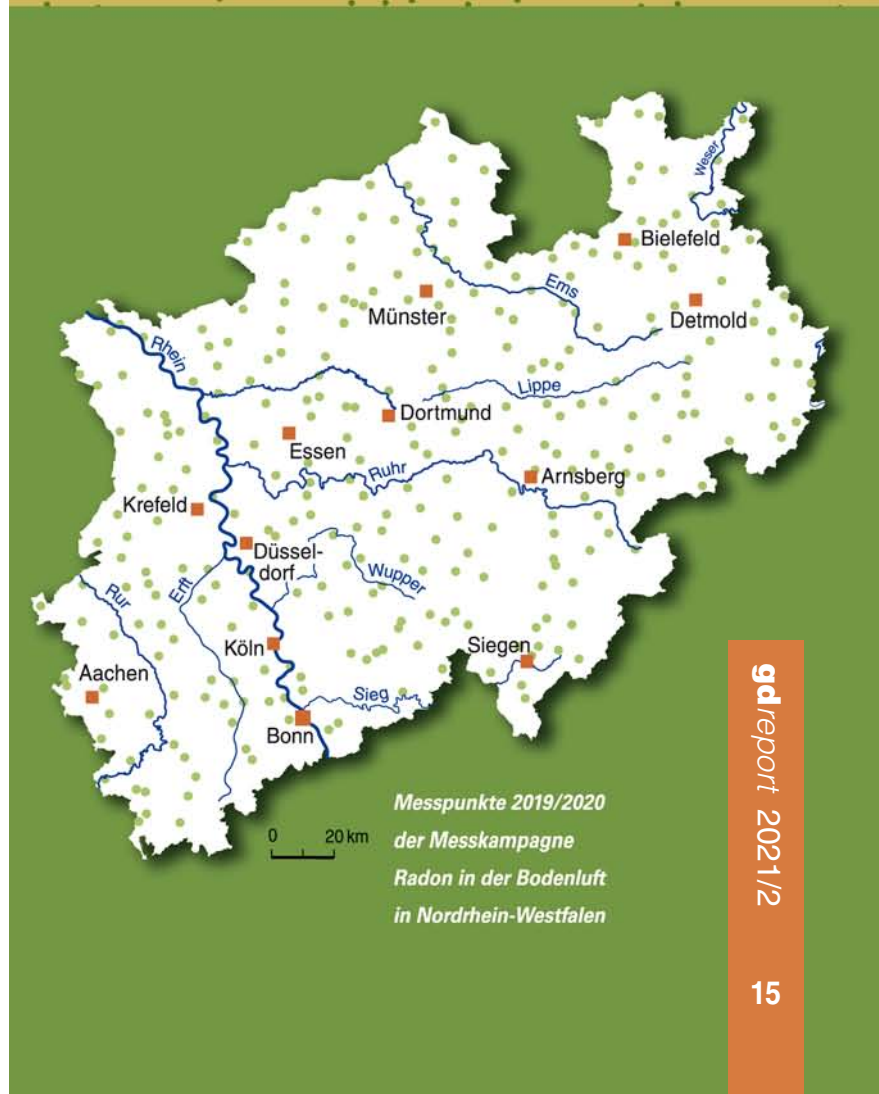 Weser
Bielefeld
Ems
Münster
Detmold
Rhein
Lippe
Dortmund
Essen
Ruhr
Arnsberg
Krefeld
Düssel-
dorf
Wupper
Rur
Erft
Köln
Siegen
Aachen
Sieg
Bonn
0 20 km
Messpunkte 2019/2020
der Messkampagne
Radon in der Bodenluft
in Nordrhein-Westfalen
gdreport 2021/2
15